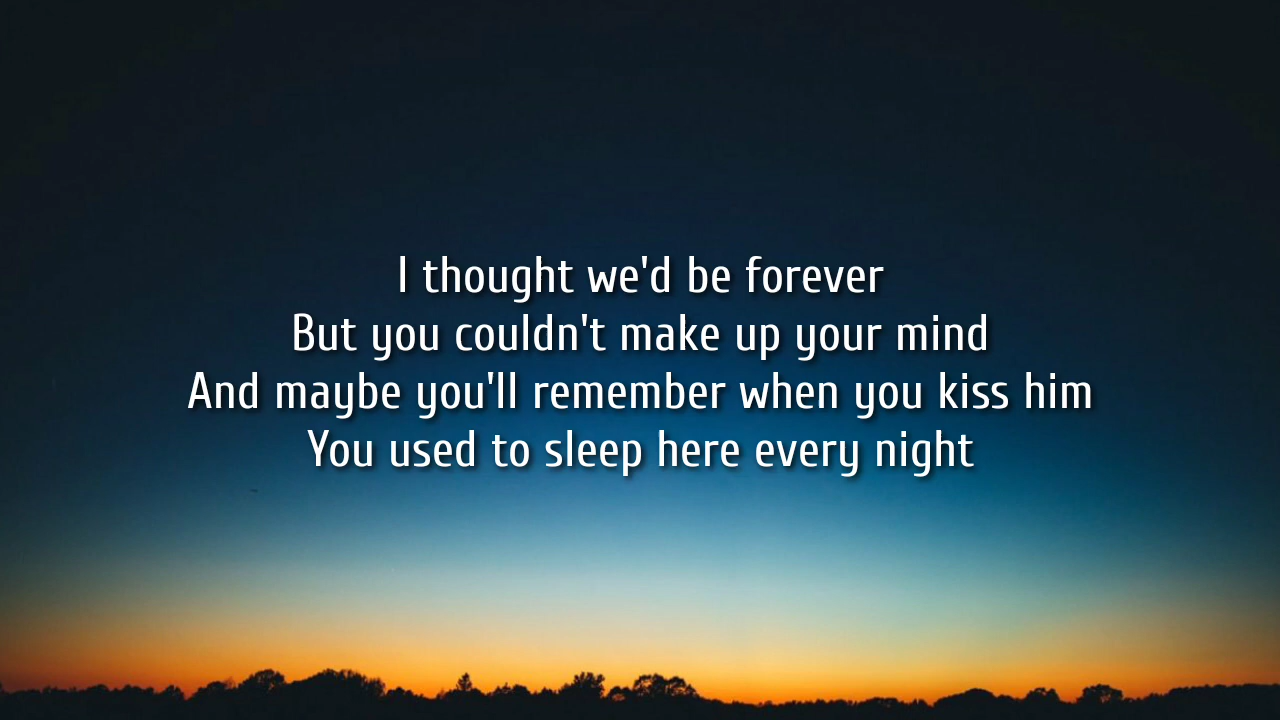 I thought we'd be forever
But you couldn't make up your mind
And maybe you'll remember when you kiss him
You used to sleep here every night